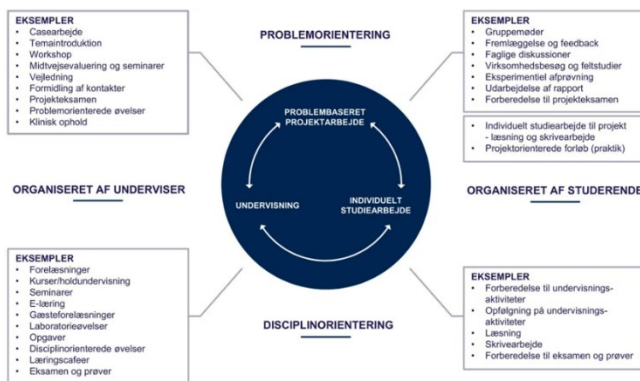 EKSEMPLER
• Casearbejde
• Temaintroduktion
• Workshop
• Midtvejsevaluering og seminarer
• Vejledning
• Formidling af kontakter
• Projekteksamen
• Problemorienterede øvelser
• Klinisk ophold
PROBLEMORIENTERING
EKSEMPLER
• Gruppemøder
• Fremlæggelse og feedback
• Faglige diskussioner
• Virksomhedsbesøg og feltstudier
• Eksperimentiel afprøvning
• Udarbejdelse af rapport
• Forberedelse til projekteksamen
• Individuelt studiearbejde til projekt
- læsning og skrivearbejde
• Projektorienterede forløb (praktik)
ORGANISERET AF UNDERVISER
PROBLEMBASERET
PROJEKTARBEJDE
UNDERVISNING
INDIVIDUELT
STUDIEARBEJDE
ORGANISERET AF STUDERENDE
EKSEMPLER
• Forelæsninger
• Kurser/holdundervisning
• Seminarer
• E-læring
• Gæsteforelæsninger
• Laboratorieøvelser
• Opgaver
• Disciplinorienterede øvelser
• Læringscafeer
• Eksamen og prøver
DISCIPLINORIENTERING
EKSEMPLER
• Forberedelse til undervisnings-
aktiviteter
• Opfølgning på undervisnings-
aktiviteter
• Læsning
• Skrivearbejde
• Forberedelse til eksamen og prøver